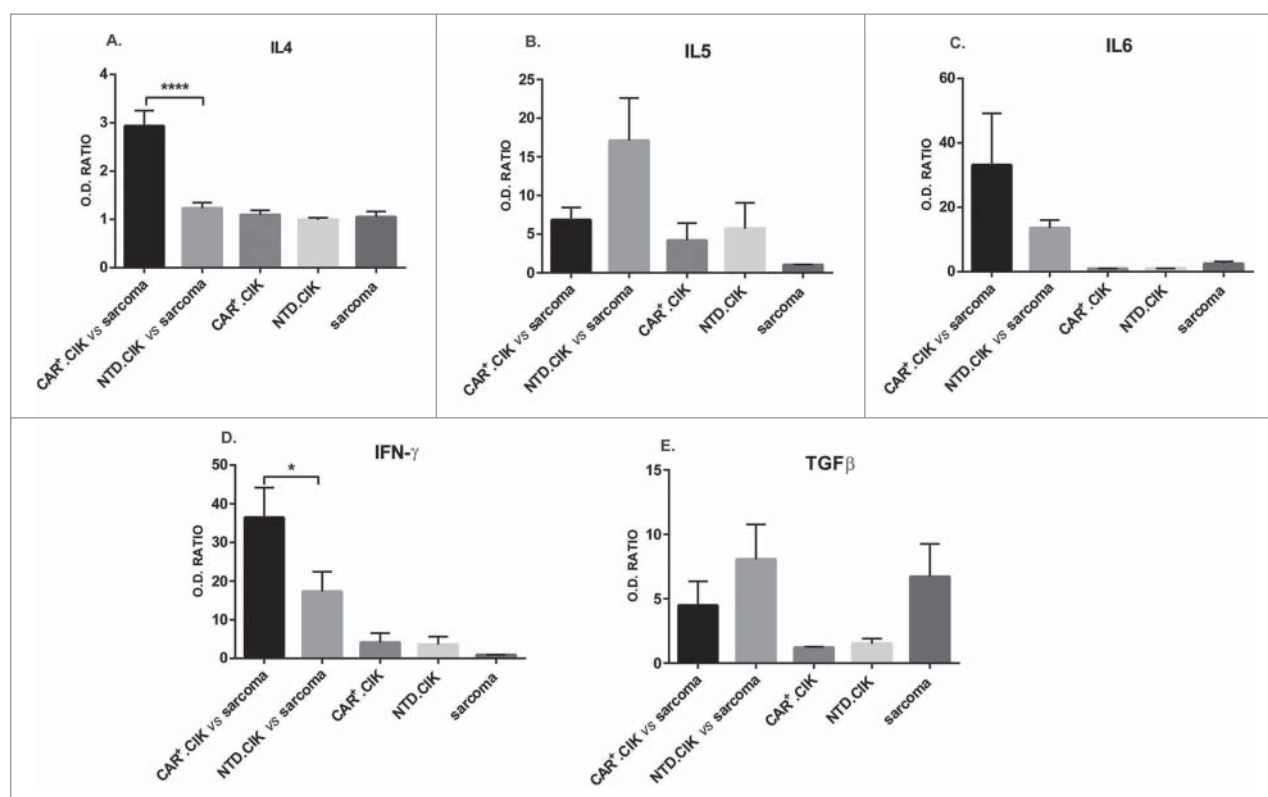 A.
IL4
O.D. RATIO
4
3
2
1
0
****
CAR⁺.CIK vs sarcoma
NTD.CIK vs sarcoma
CAR⁺.CIK
NTD.CIK
sarcoma
B.
IL5
O.D. RATIO
25
20
15
10
5
0
CAR⁺.CIK vs sarcoma
NTD.CIK vs sarcoma
CAR⁺.CIK
NTD.CIK
sarcoma
C.
IL6
O.D. RATIO
60
40
20
0
CAR⁺.CIK vs sarcoma
NTD.CIK vs sarcoma
CAR⁺.CIK
NTD.CIK
sarcoma
D.
IFN-γ
O.D. RATIO
50
40
30
20
10
0
*
CAR⁺.CIK vs sarcoma
NTD.CIK vs sarcoma
CAR⁺.CIK
NTD.CIK
sarcoma
E.
TGFβ
O.D. RATIO
15
10
5
0
CAR⁺.CIK vs sarcoma
NTD.CIK vs sarcoma
CAR⁺.CIK
NTD.CIK
sarcoma